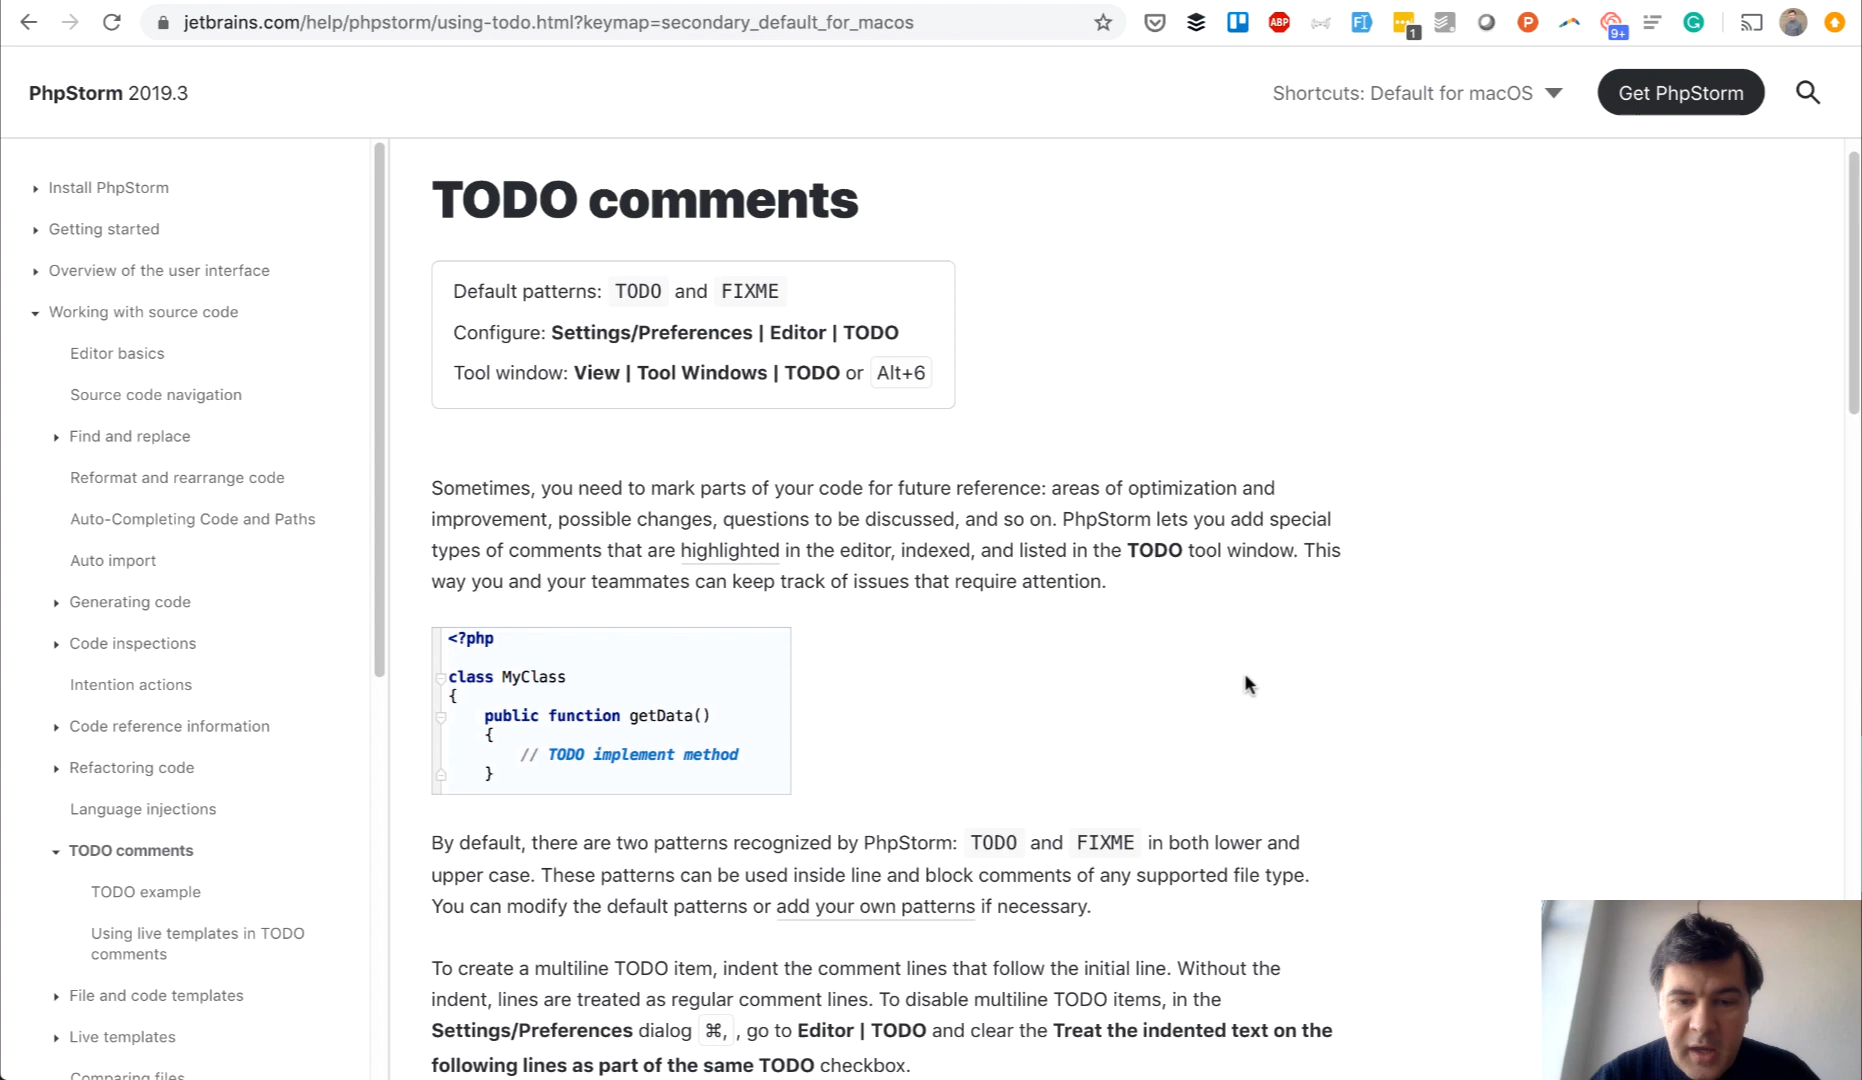 jetbrains.com/help/phpstorm/using-todo.html?keymap=secondary_default_for_macos
ABP
1
P
9+
PhpStorm 2019.3
Shortcuts: Default for macOS
Get PhpStorm
Install PhpStorm
Getting started
Overview of the user interface
Working with source code
Editor basics
Source code navigation
Find and replace
Reformat and rearrange code
Auto-Completing Code and Paths
Auto import
Generating code
Code inspections
Intention actions
Code reference information
Refactoring code
Language injections
TODO comments
TODO example
Using live templates in TODO
comments
File and code templates
Live templates
Comparing files
TODO comments
Default patterns: TODO and FIXME
Configure: Settings/Preferences | Editor | TODO
Tool window: View | Tool Windows | TODO or Alt+6
Sometimes, you need to mark parts of your code for future reference: areas of optimization and
improvement, possible changes, questions to be discussed, and so on. PhpStorm lets you add special
types of comments that are highlighted in the editor, indexed, and listed in the TODO tool window. This
way you and your teammates can keep track of issues that require attention.
<?php
class MyClass
{
public function getData()
{
// TODO implement method
}
By default, there are two patterns recognized by PhpStorm: TODO and FIXME in both lower and
upper case. These patterns can be used inside line and block comments of any supported file type.
You can modify the default patterns or add your own patterns if necessary.
To create a multiline TODO item, indent the comment lines that follow the initial line. Without the
indent, lines are treated as regular comment lines. To disable multiline TODO items, in the
Settings/Preferences dialog ⌘, , go to Editor | TODO and clear the Treat the indented text on the
following lines as part of the same TODO checkbox.